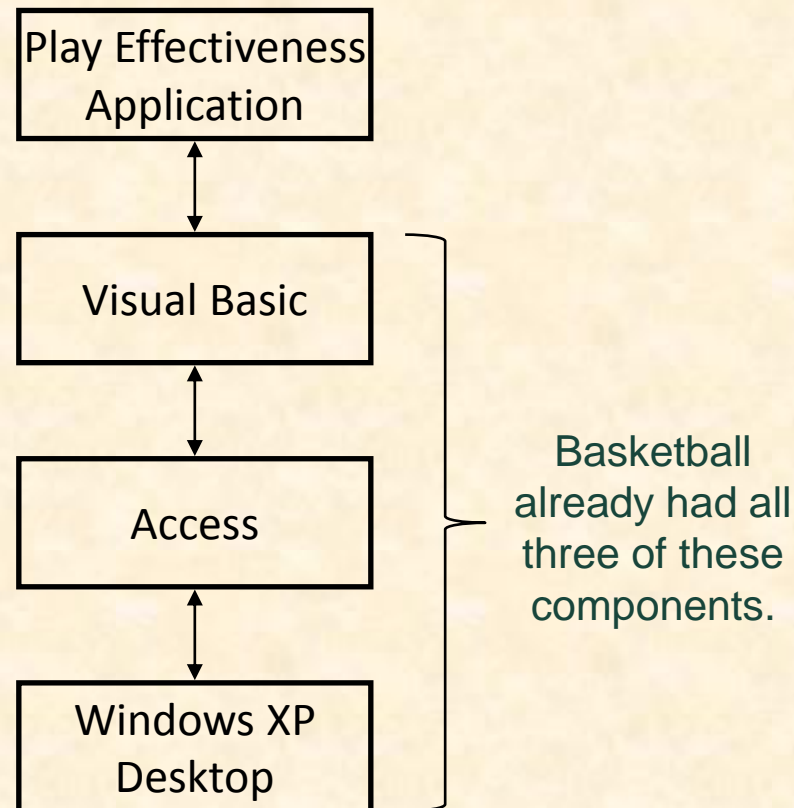 Play Effectiveness
Application
Visual Basic
Access
Basketball
already had all
three of these
components.
Windows XP
Desktop